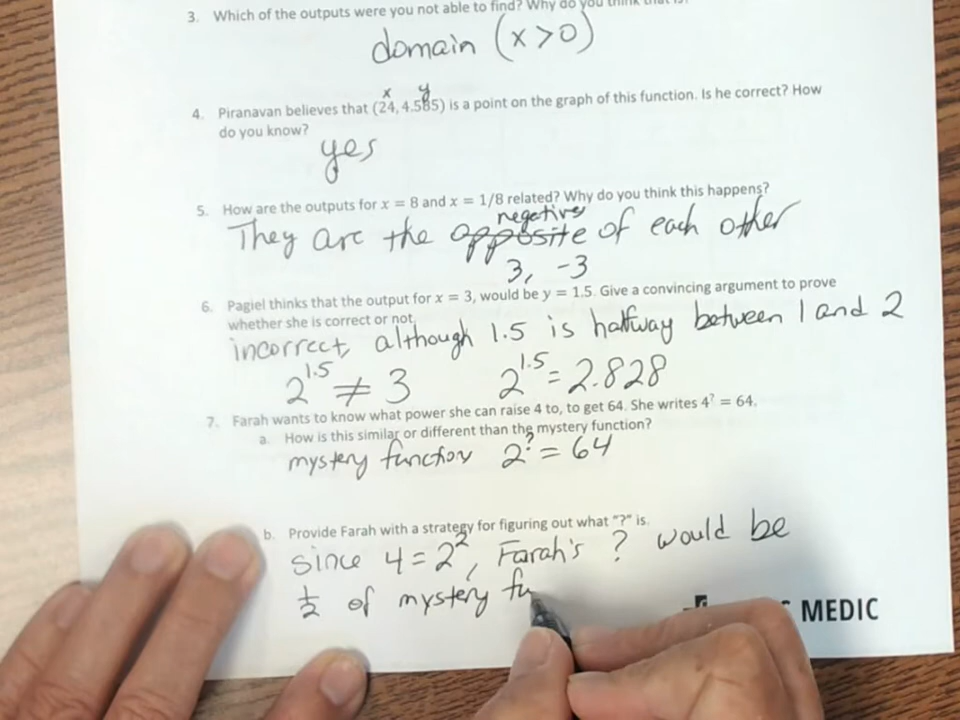 3. Which of the outputs were you not able to find? Why do you think that is?
domain (x>0)
x y
4. Piranavan believes that (24, 4.585) is a point on the graph of this function. Is he correct? How
do you know?
yes
5. How are the outputs for x = 8 and x = 1/8 related? Why do you think this happens?
negative
They are the opposite of each other
3, -3
6. Pagiel thinks that the output for x = 3, would be y = 1.5. Give a convincing argument to prove
whether she is correct or not.
incorrect, although 1.5 is halfway between 1 and 2
2^1.5 ≠ 3 2^1.5 = 2.828
7. Farah wants to know what power she can raise 4 to, to get 64. She writes 4^? = 64.
a. How is this similar or different than the mystery function?
mystery function 2^? = 64
b. Provide Farah with a strategy for figuring out what "?" is.
since 4 = 2^2, Farah's ? would be
1/2 of mystery fu
MEDIC